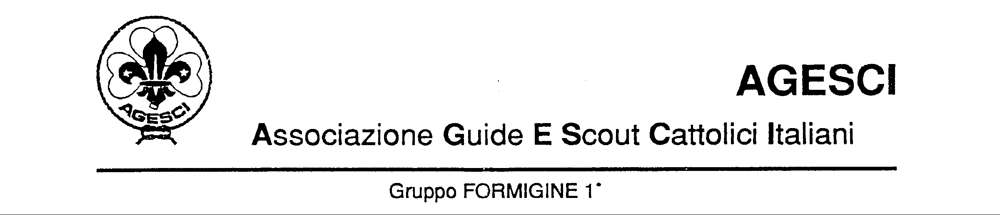 AGESCI
AGESCI
Associazione Guide E Scout Cattolici Italiani
Gruppo FORMIGINE 1°